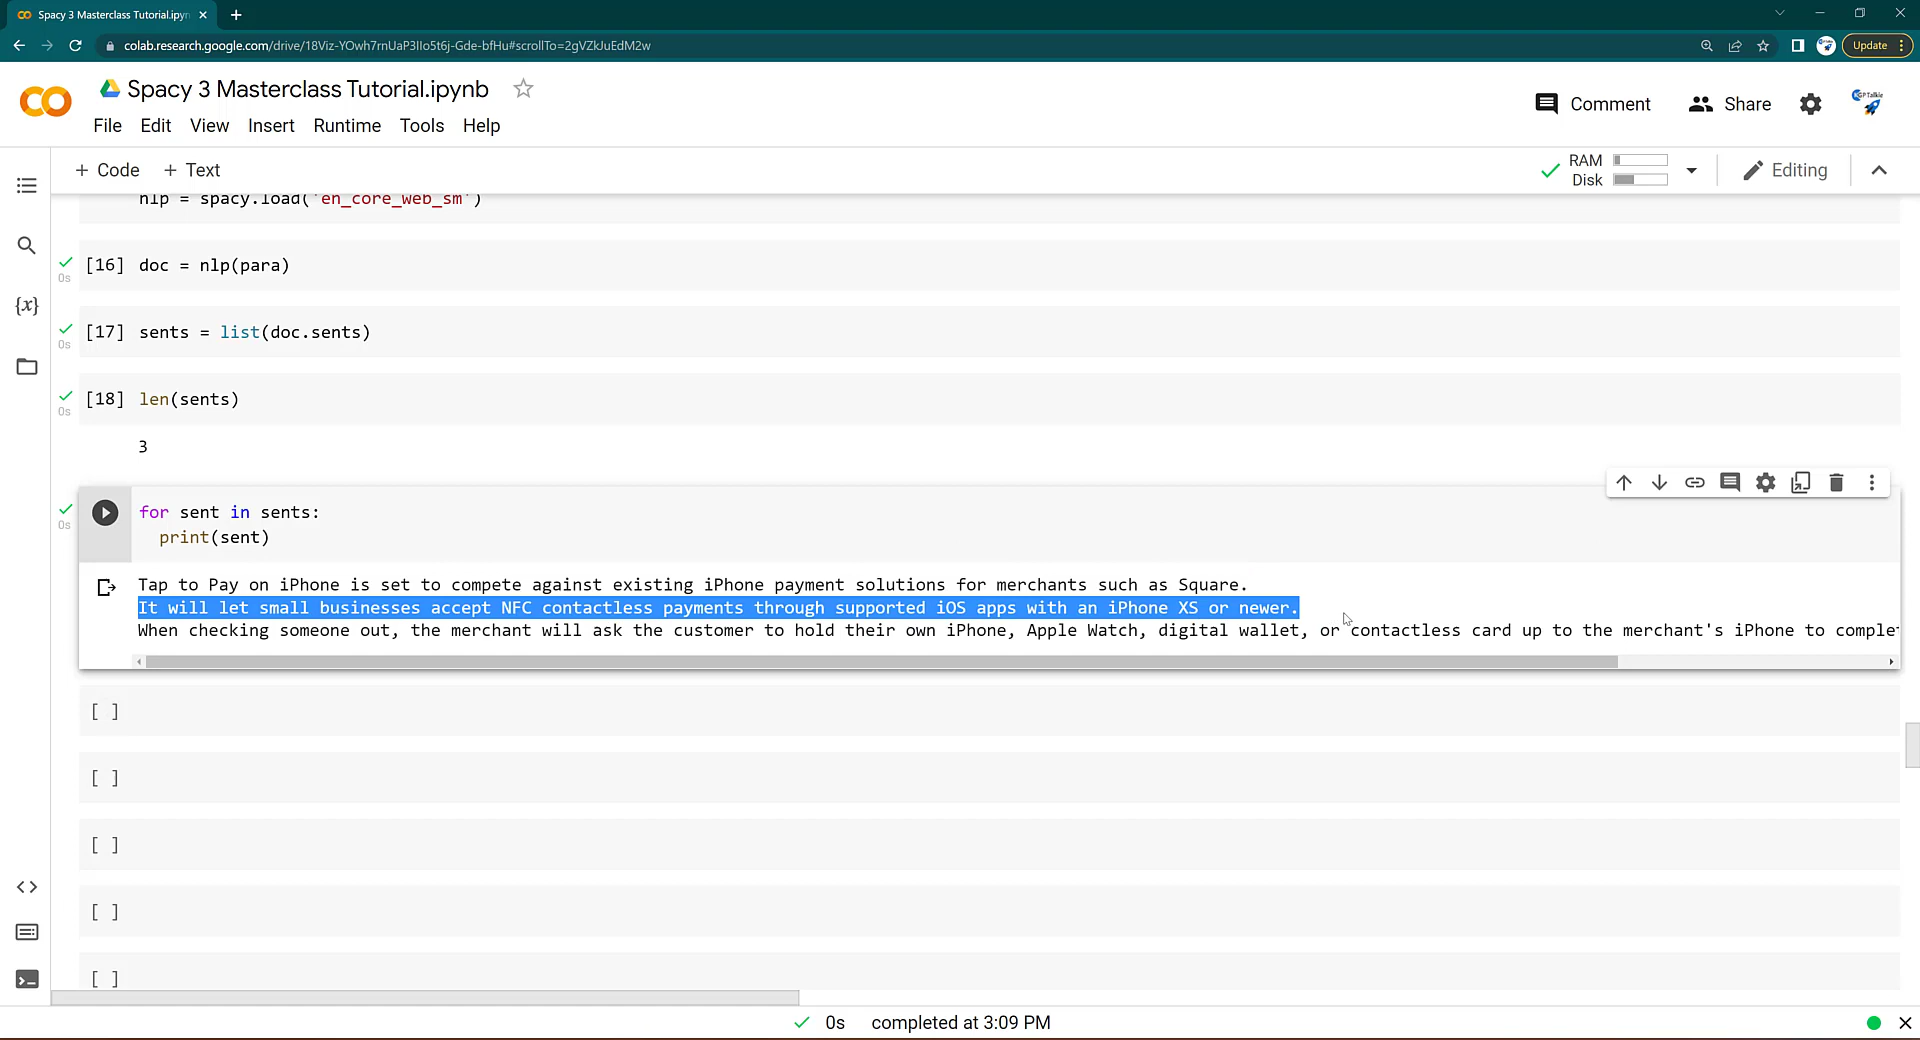 Spacy 3 Masterclass Tutorial.ipyn
colab.research.google.com/drive/18Viz-YOwh7rnUaP3IIo5t6j-Gde-bfHu#scrollTo=2gVZkJuEdM2w
Update
Spacy 3 Masterclass Tutorial.ipynb
File Edit View Insert Runtime Tools Help
Comment Share
KGP Talkie
+ Code + Text
RAM
Disk
Editing
nlp = spacy.load('en_core_web_sm')
[16] doc = nlp(para)
0s
[17] sents = list(doc.sents)
0s
[18] len(sents)
0s
3
for sent in sents:
0s
print(sent)
Tap to Pay on iPhone is set to compete against existing iPhone payment solutions for merchants such as Square.
It will let small businesses accept NFC contactless payments through supported iOS apps with an iPhone XS or newer.
When checking someone out, the merchant will ask the customer to hold their own iPhone, Apple Watch, digital wallet, or contactless card up to the merchant's iPhone to comple
[ ]
[ ]
[ ]
[ ]
[ ]
0s completed at 3:09 PM